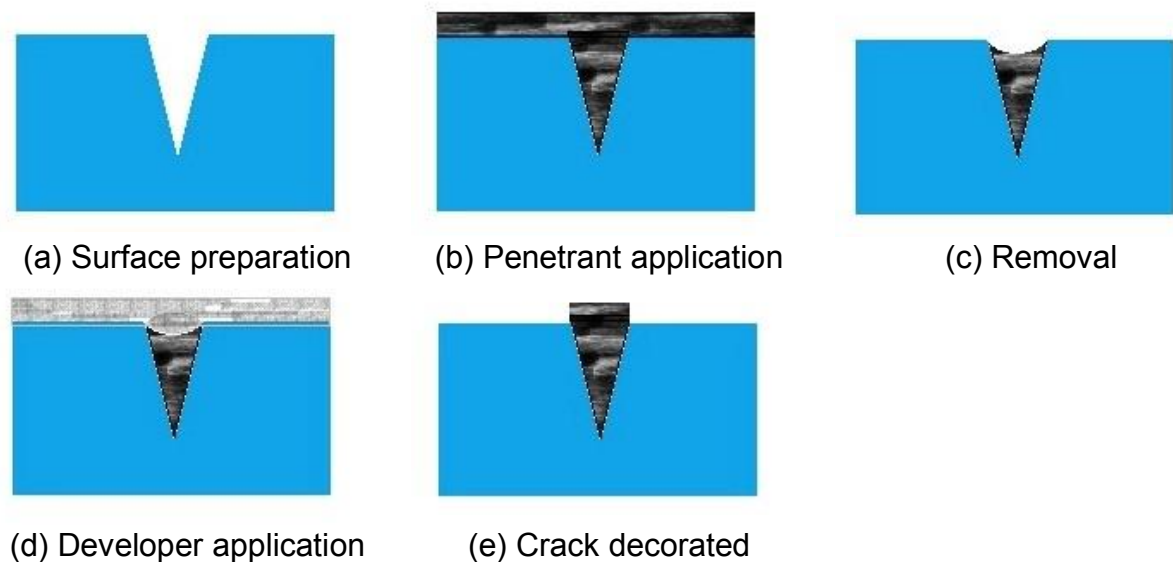 (a) Surface preparation
(b) Penetrant application
(c) Removal
(d) Developer application
(e) Crack decorated